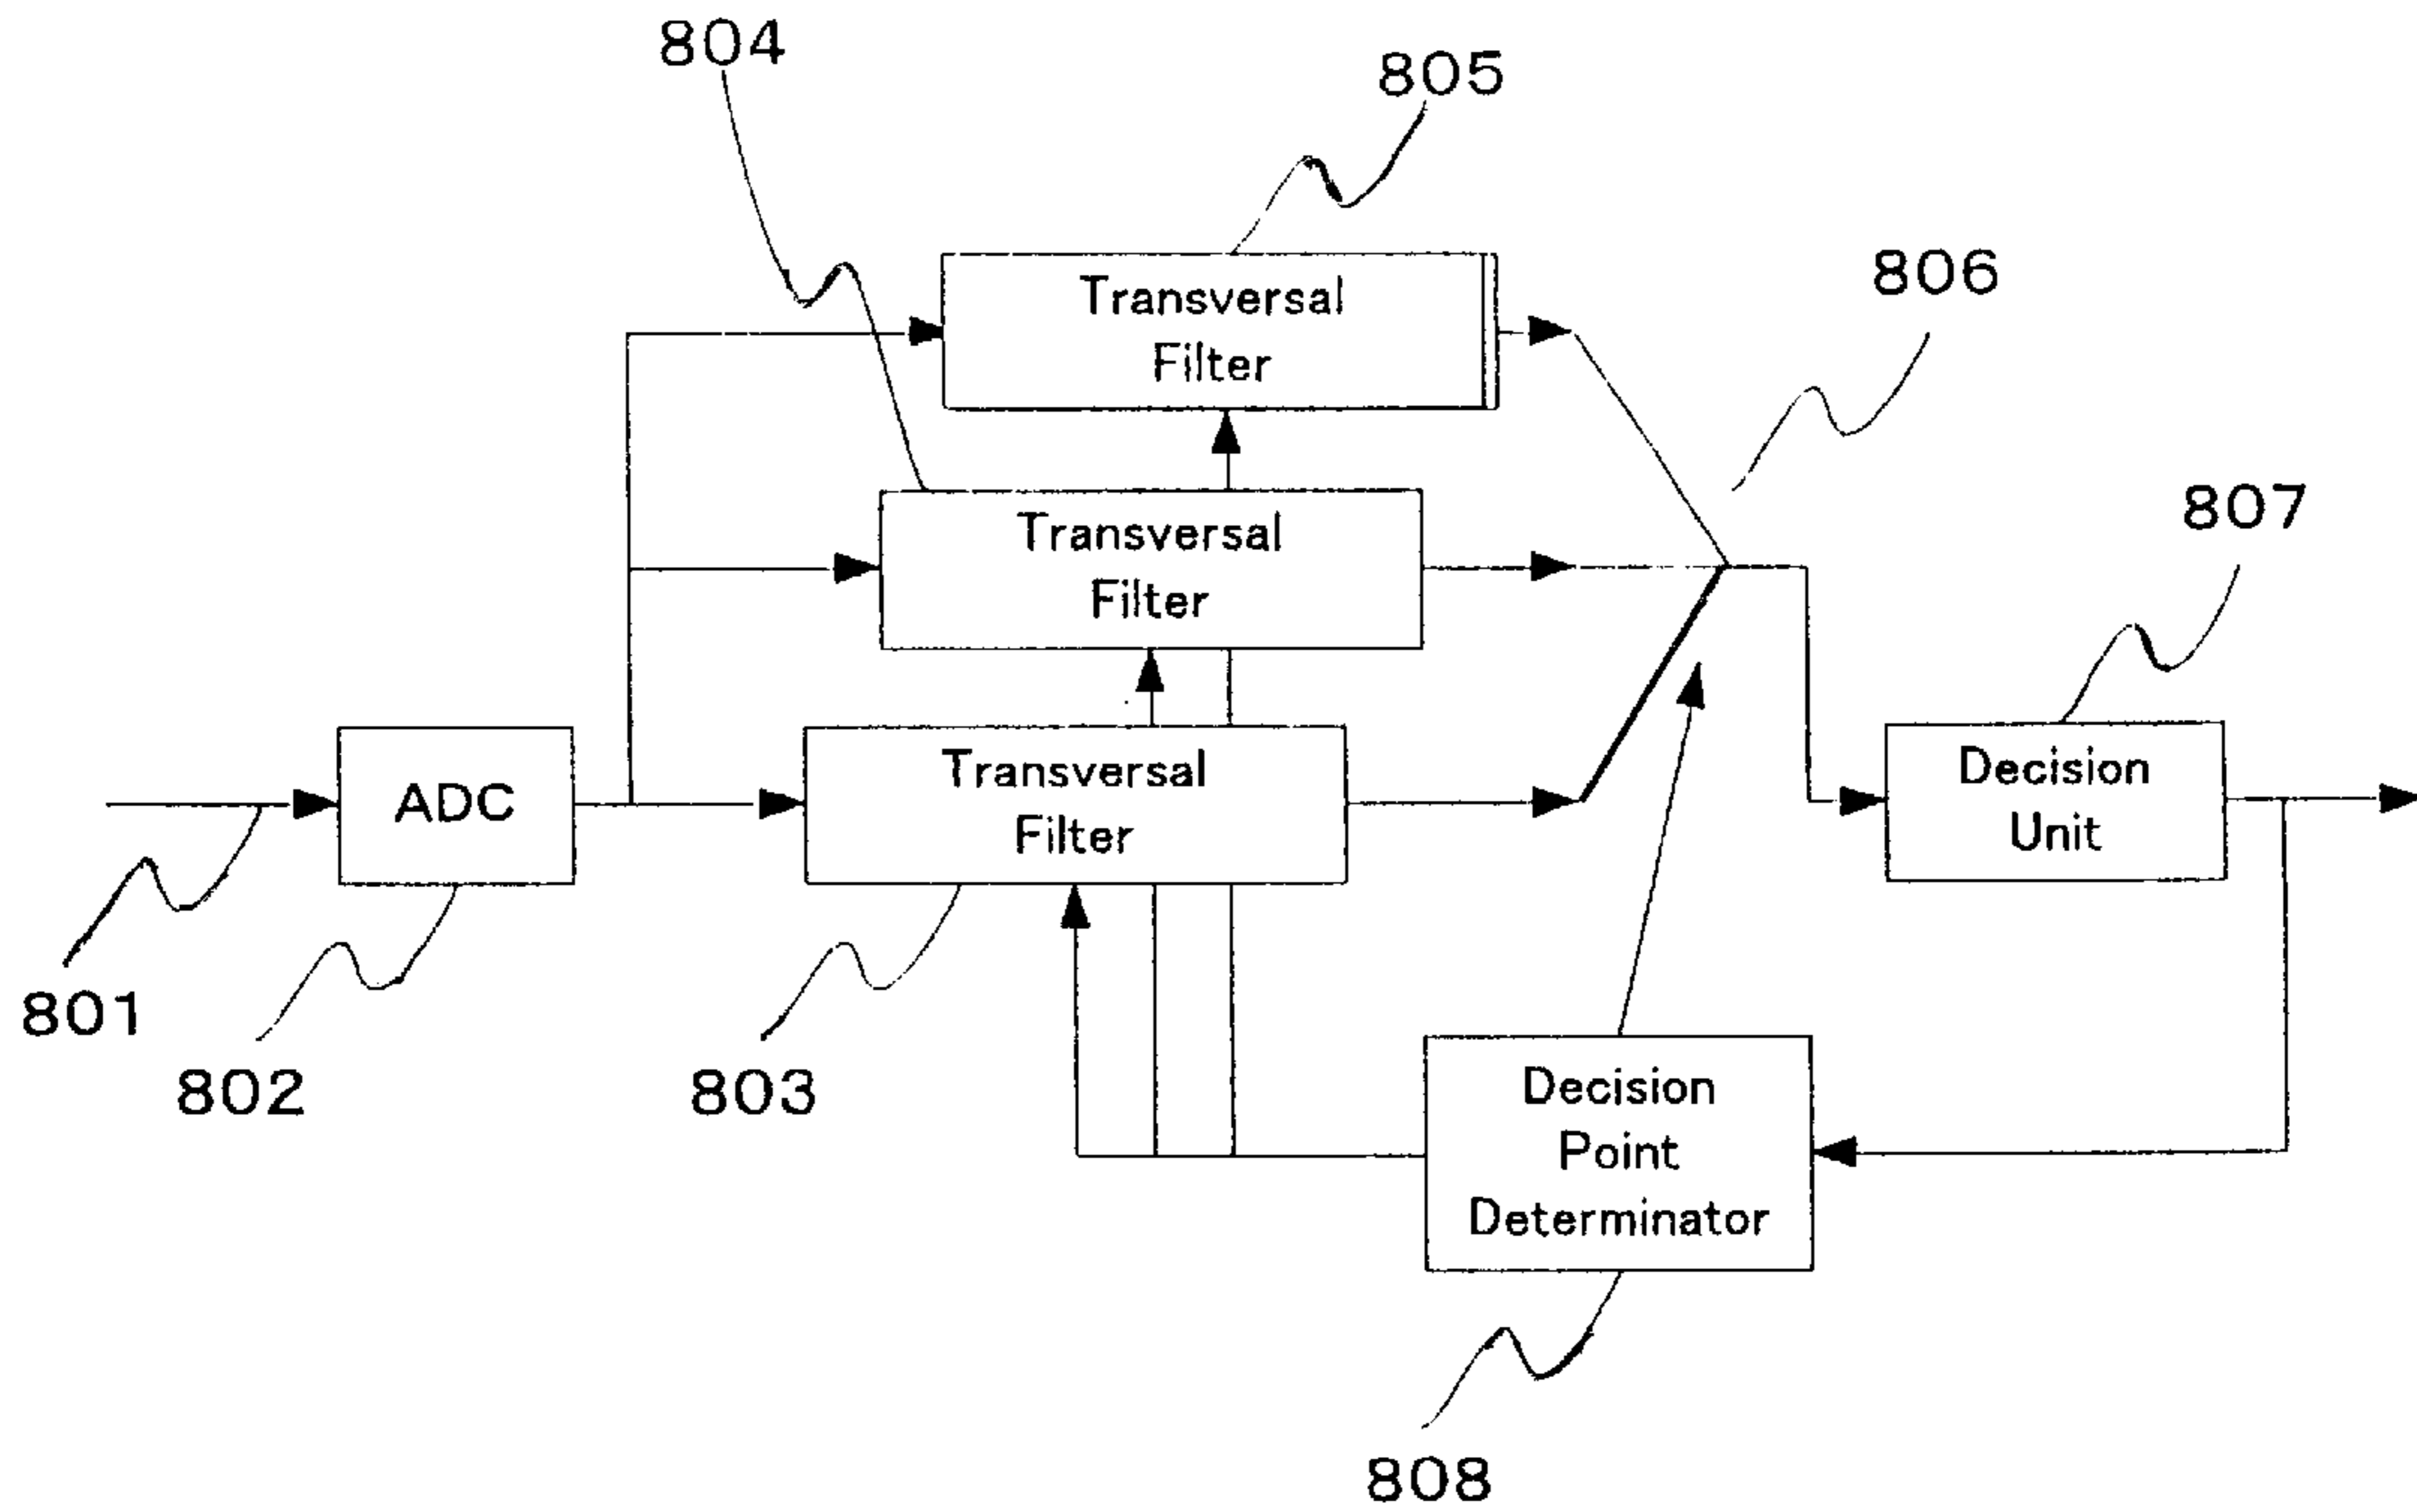 804
805
Transversal
Filter
806
Transversal
Filter
807
ADC
Transversal
Filter
Decision
Unit
801
802
803
Decision
Point
Determinator
808